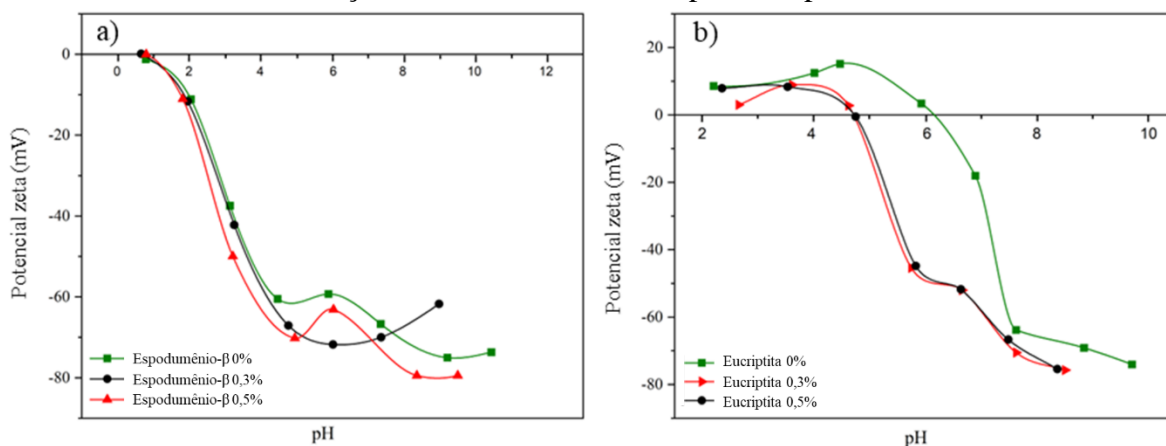 a)
Potencial zeta (mV)
0
-20
-40
-60
-80
0 2 4 6 8 10 12
Espodumênio-β 0%
Espodumênio-β 0,3%
Espodumênio-β 0,5%
pH
b)
Potencial zeta (mV)
20
0
-20
-40
-60
-80
2 4 6 8 10
Eucriptita 0%
Eucriptita 0,3%
Eucriptita 0,5%
pH